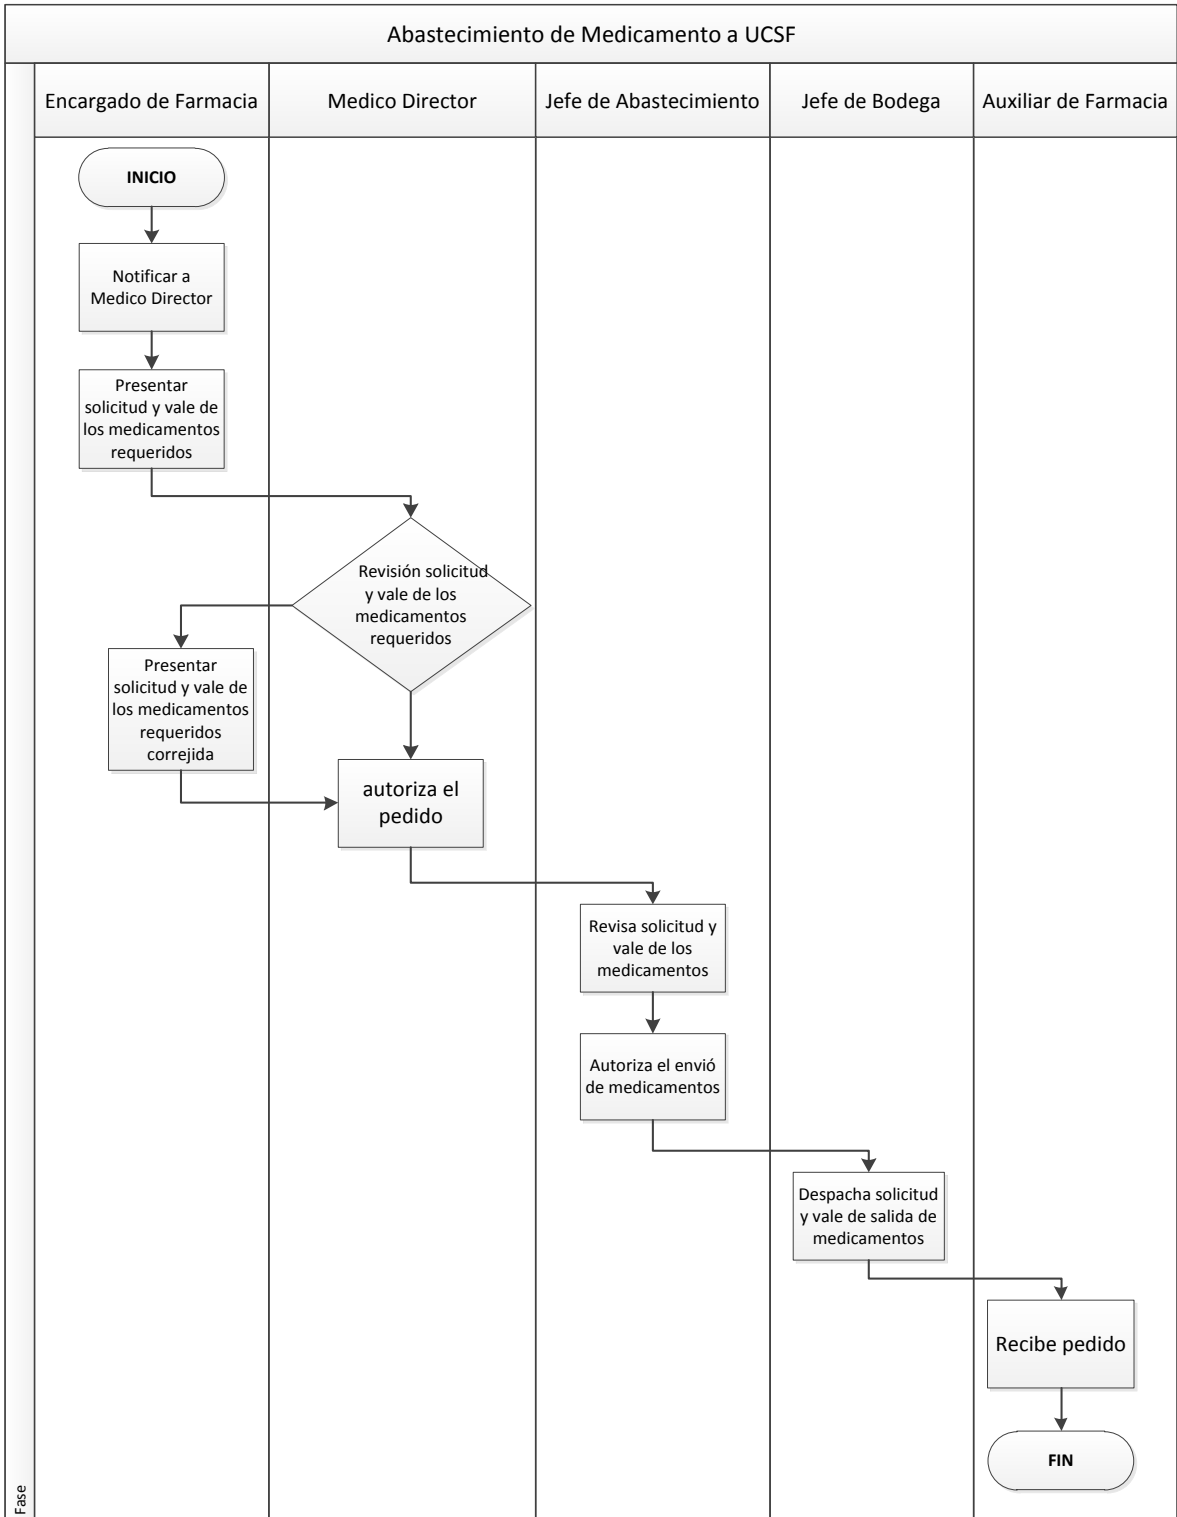 Abastecimiento de Medicamento a UCSF
Encargado de Farmacia
Medico Director
Jefe de Abastecimiento
Jefe de Bodega
Auxiliar de Farmacia
INICIO
Notificar a
Medico Director
Presentar
solicitud y vale de
los medicamentos
requeridos
Revisión solicitud
y vale de los
medicamentos
requeridos
Presentar
solicitud y vale de
los medicamentos
requeridos
correjida
autoriza el
pedido
Revisa solicitud y
vale de los
medicamentos
Autoriza el envió
de medicamentos
Despacha solicitud
y vale de salida de
medicamentos
Recibe pedido
FIN
Fase